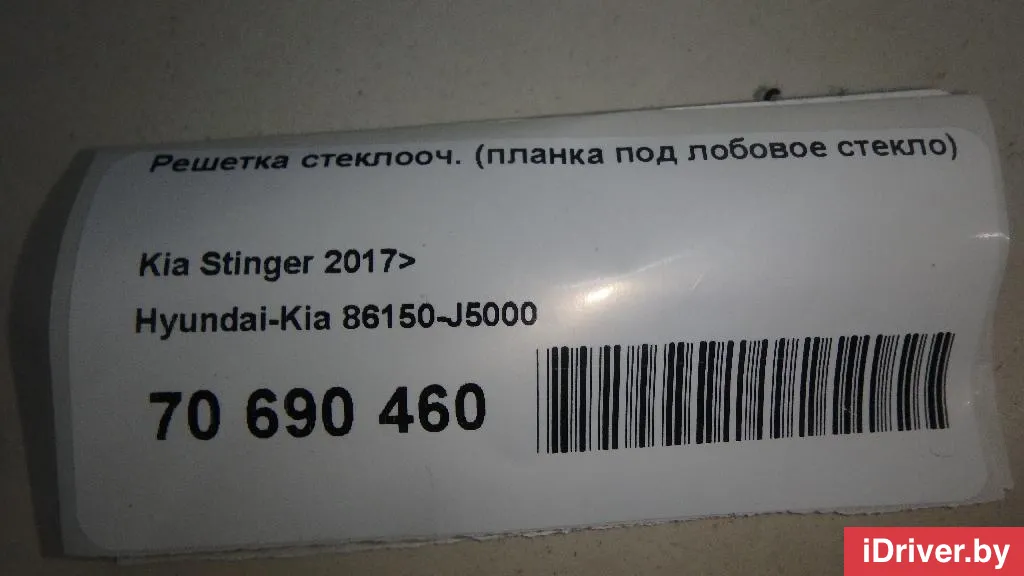 Решетка стеклооч. (планка под лобовое стекло)
Kia Stinger 2017>
Hyundai-Kia 86150-J5000
70 690 460
iDriver.by